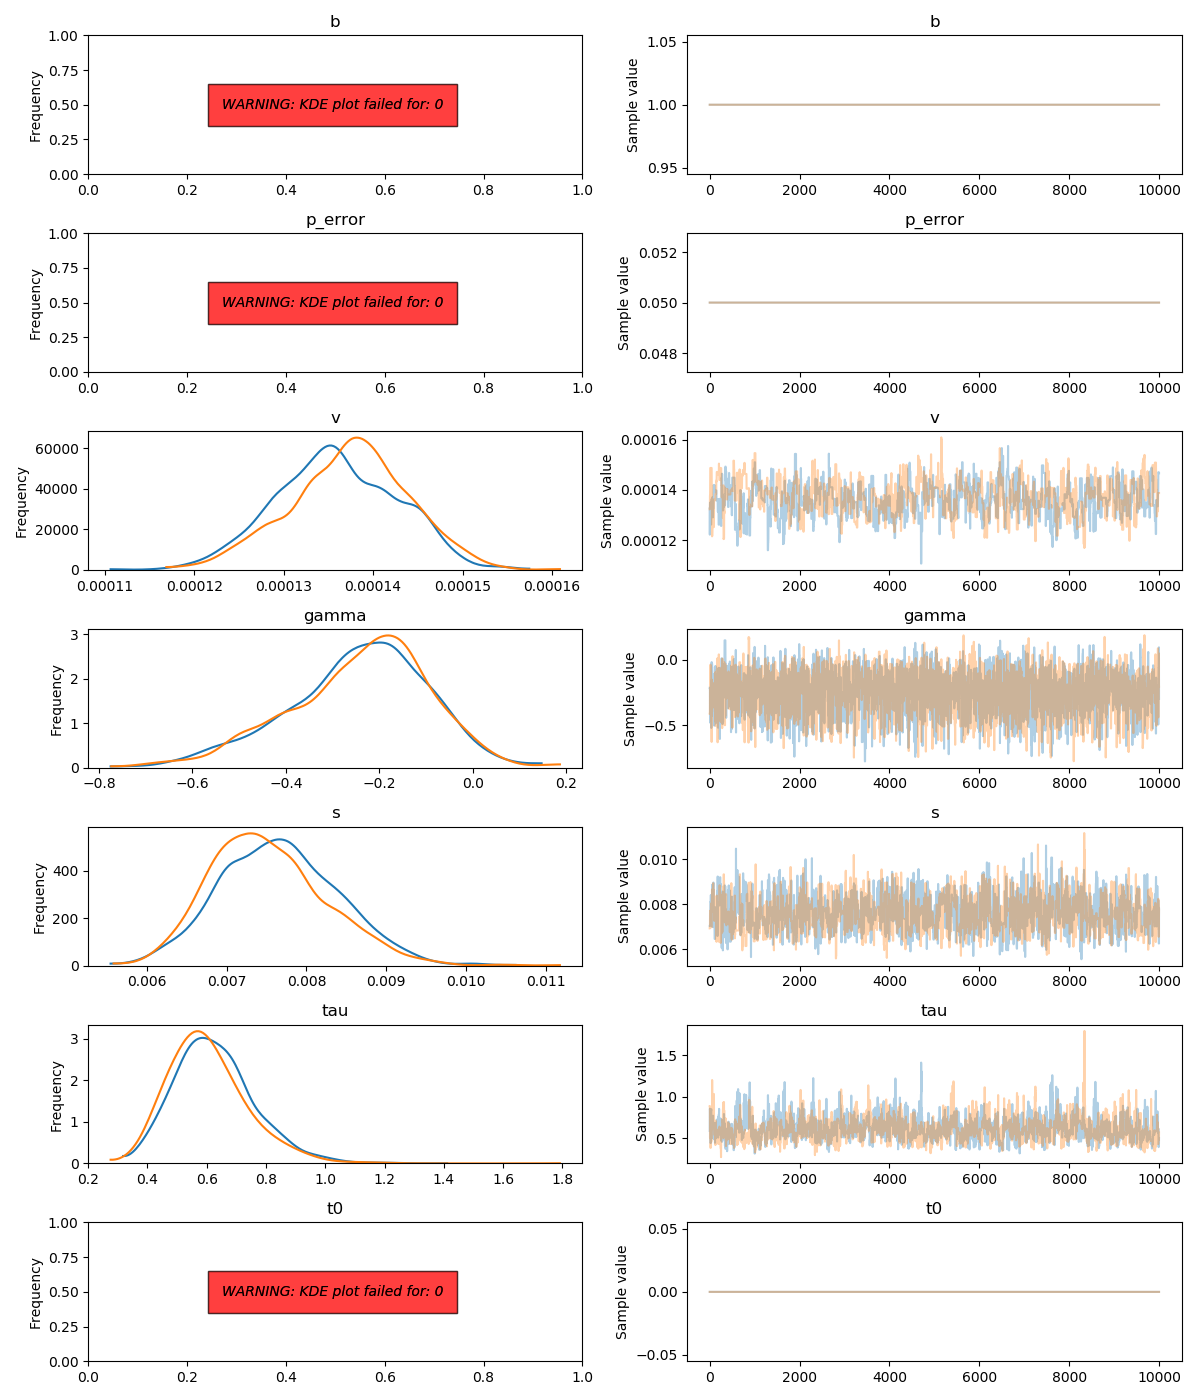 b
b
1.00
0.75
0.50
0.25
0.00
Frequency
WARNING: KDE plot failed for: 0
0.0 0.2 0.4 0.6 0.8 1.0
1.05
1.00
0.95
Sample value
0 2000 4000 6000 8000 10000
p_error
p_error
1.00
0.75
0.50
0.25
0.00
Frequency
WARNING: KDE plot failed for: 0
0.0 0.2 0.4 0.6 0.8 1.0
0.052
0.050
0.048
Sample value
0 2000 4000 6000 8000 10000
v
v
60000
40000
20000
0
Frequency
0.00011 0.00012 0.00013 0.00014 0.00015 0.00016
0.00016
0.00014
0.00012
Sample value
0 2000 4000 6000 8000 10000
gamma
gamma
3
2
1
0
Frequency
−0.8 −0.6 −0.4 −0.2 0.0 0.2
0.0
−0.5
Sample value
0 2000 4000 6000 8000 10000
s
s
400
200
0
Frequency
0.006 0.007 0.008 0.009 0.010 0.011
0.010
0.008
0.006
Sample value
0 2000 4000 6000 8000 10000
tau
tau
3
2
1
0
Frequency
0.2 0.4 0.6 0.8 1.0 1.2 1.4 1.6 1.8
1.5
1.0
0.5
Sample value
0 2000 4000 6000 8000 10000
t0
t0
1.00
0.75
0.50
0.25
0.00
Frequency
WARNING: KDE plot failed for: 0
0.0 0.2 0.4 0.6 0.8 1.0
0.05
0.00
−0.05
Sample value
0 2000 4000 6000 8000 10000